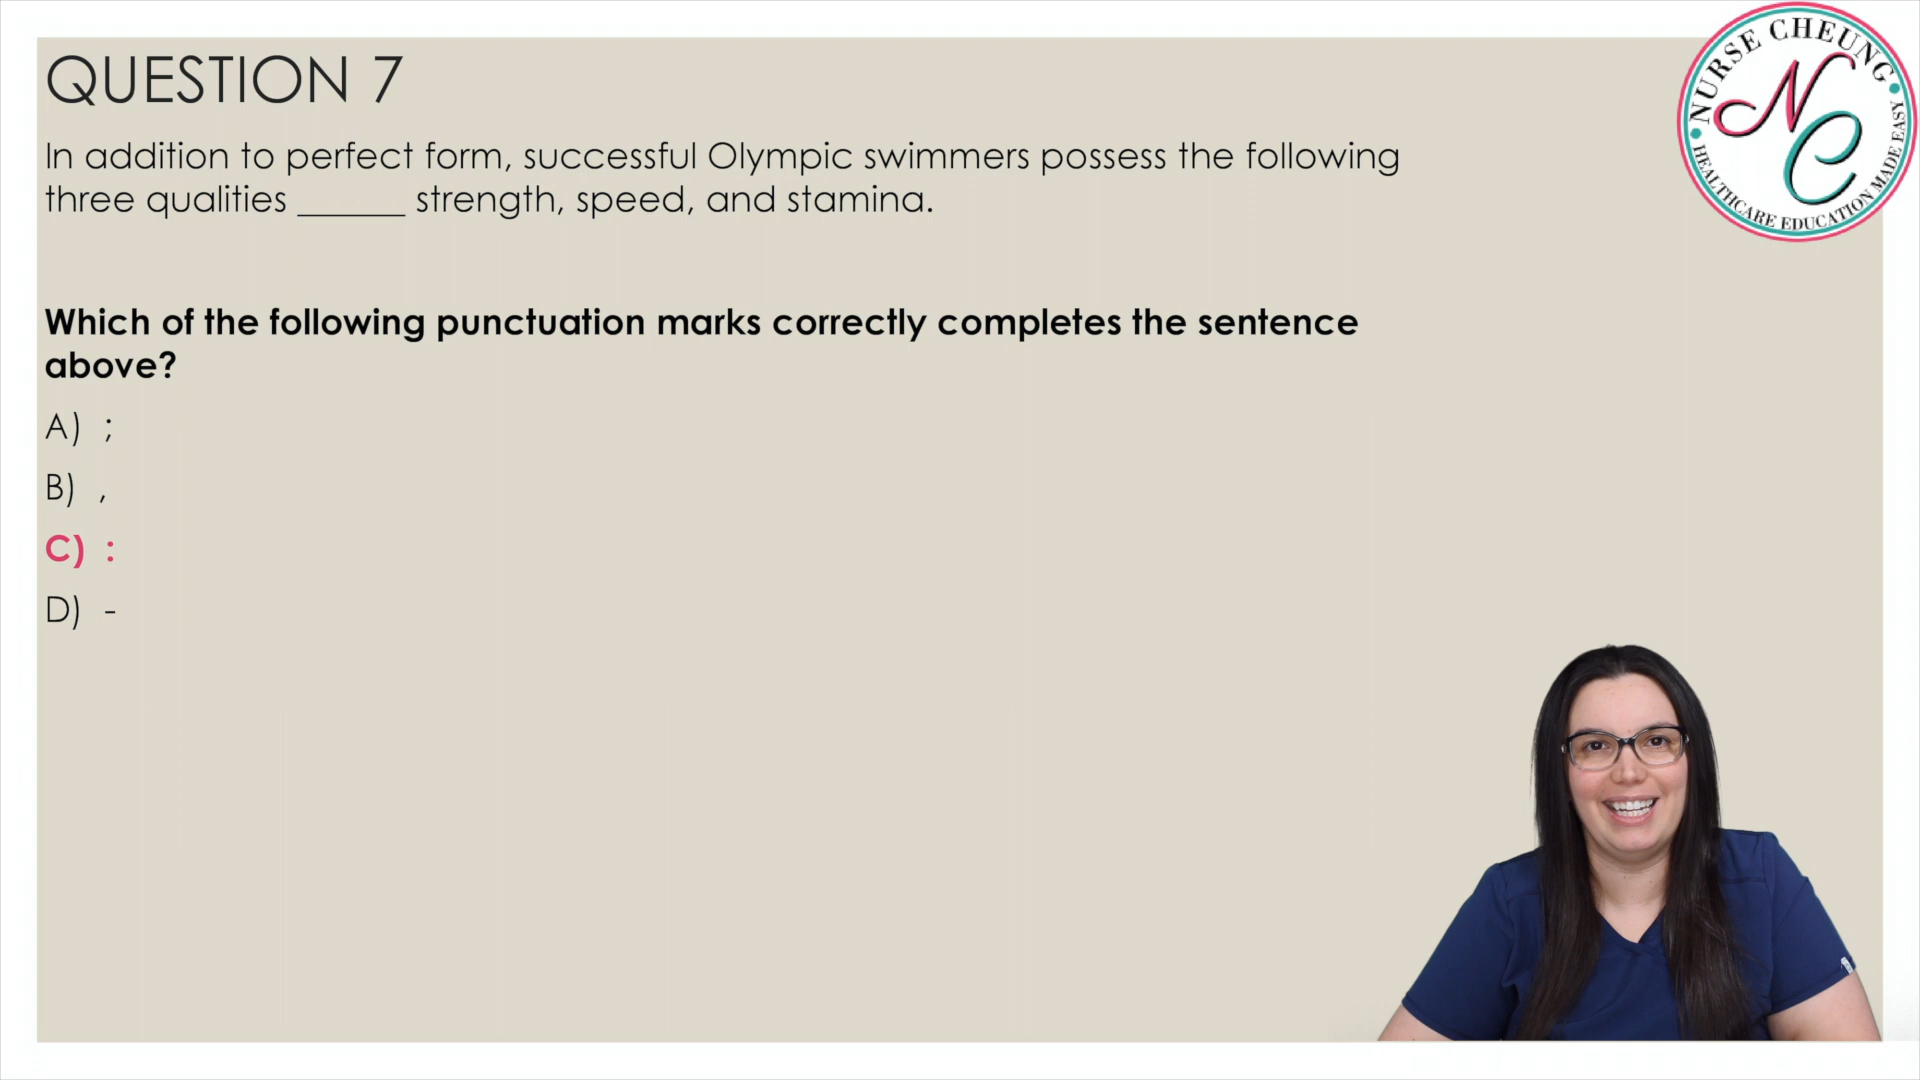 QUESTION 7
In addition to perfect form, successful Olympic swimmers possess the following
three qualities ______ strength, speed, and stamina.
Which of the following punctuation marks correctly completes the sentence
above?
A) ;
B) ,
C) :
D) -
NURSE CHEUNG
NC
HEALTHCARE EDUCATION MADE EASY